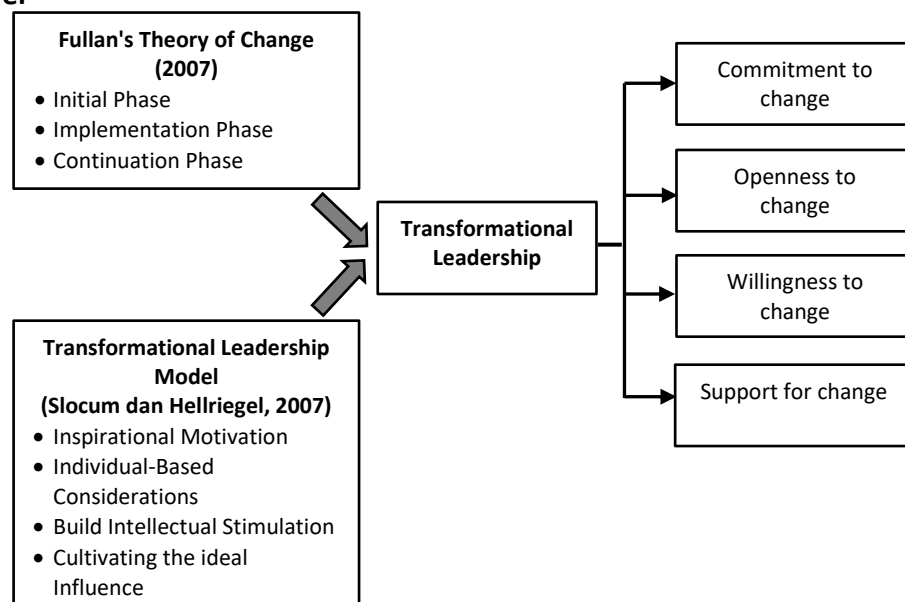 Fullan's Theory of Change
(2007)
• Initial Phase
• Implementation Phase
• Continuation Phase
Transformational Leadership
Model
(Slocum dan Hellriegel, 2007)
• Inspirational Motivation
• Individual-Based
Considerations
• Build Intellectual Stimulation
• Cultivating the ideal
Influence
Transformational
Leadership
Commitment to
change
Openness to
change
Willingness to
change
Support for change